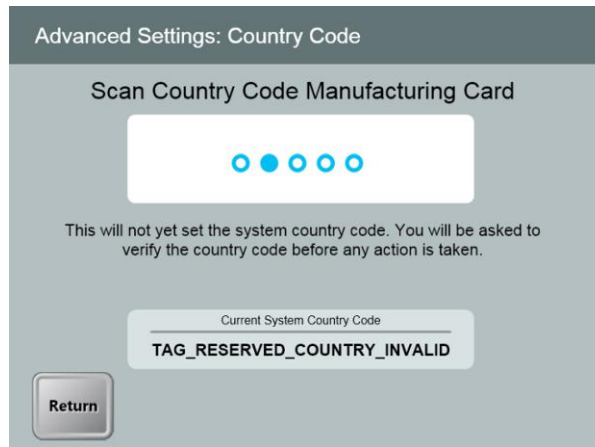 Advanced Settings: Country Code
Scan Country Code Manufacturing Card
This will not yet set the system country code. You will be asked to
verify the country code before any action is taken.
Current System Country Code
TAG_RESERVED_COUNTRY_INVALID
Return